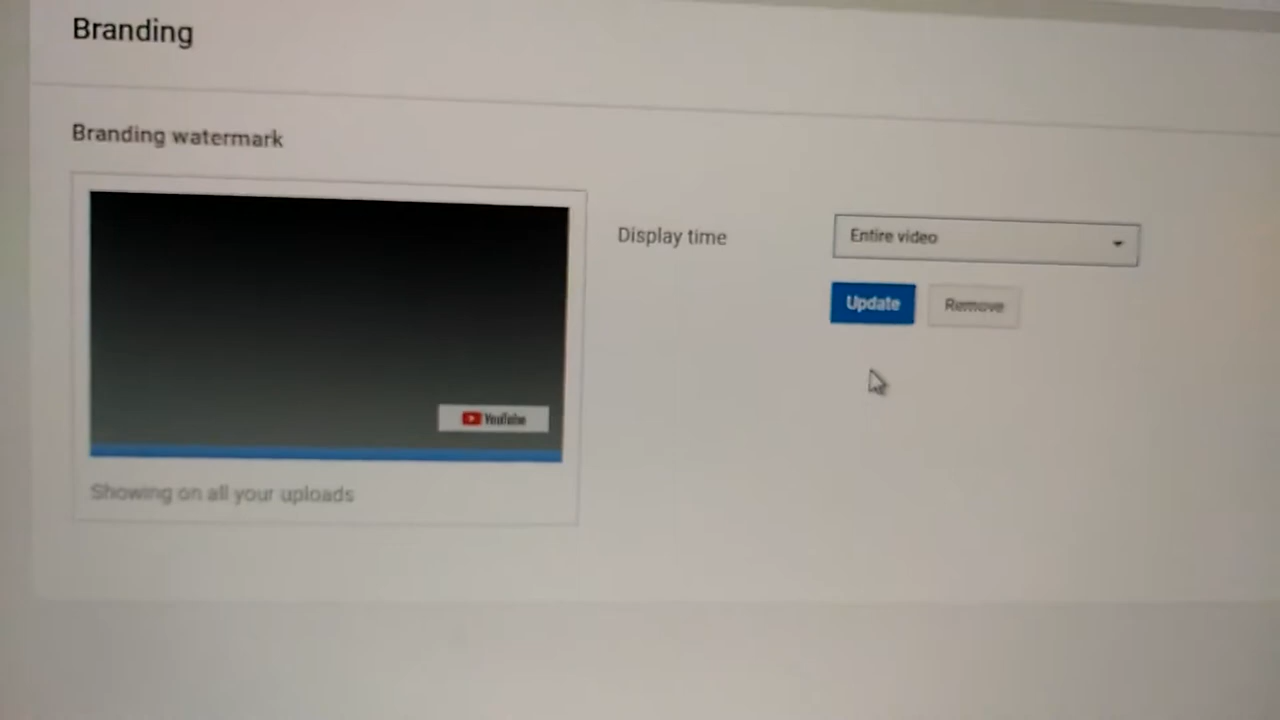 Branding
Branding watermark
Display time
Entire video
Update
Remove
YouTube
Showing on all your uploads